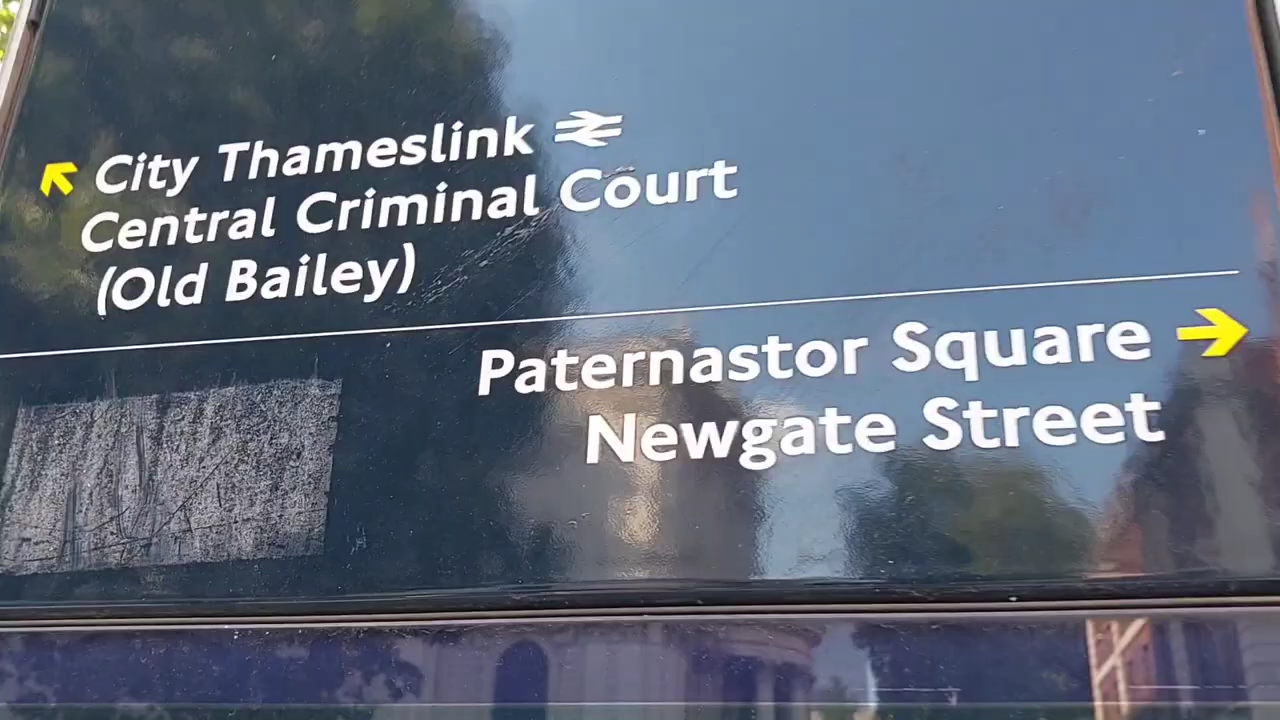 City Thameslink
Central Criminal Court
(Old Bailey)
Paternastor Square
Newgate Street